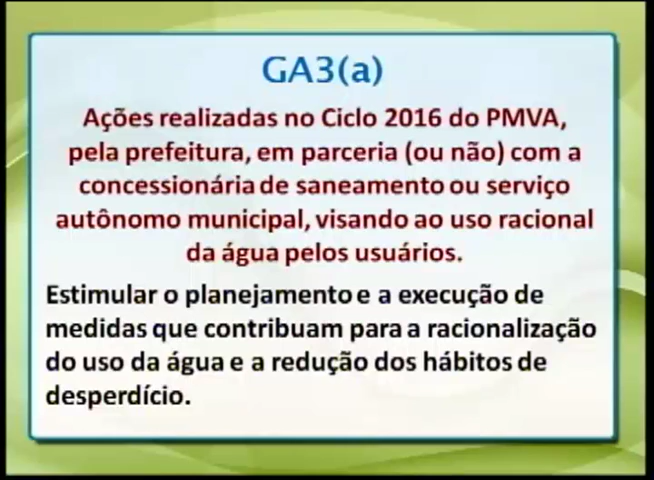 GA3(a)
Ações realizadas no Ciclo 2016 do PMVA,
pela prefeitura, em parceria (ou não) com a
concessionária de saneamento ou serviço
autônomo municipal, visando ao uso racional
da água pelos usuários.
Estimular o planejamento e a execução de
medidas que contribuam para a racionalização
do uso da água e a redução dos hábitos de
desperdício.